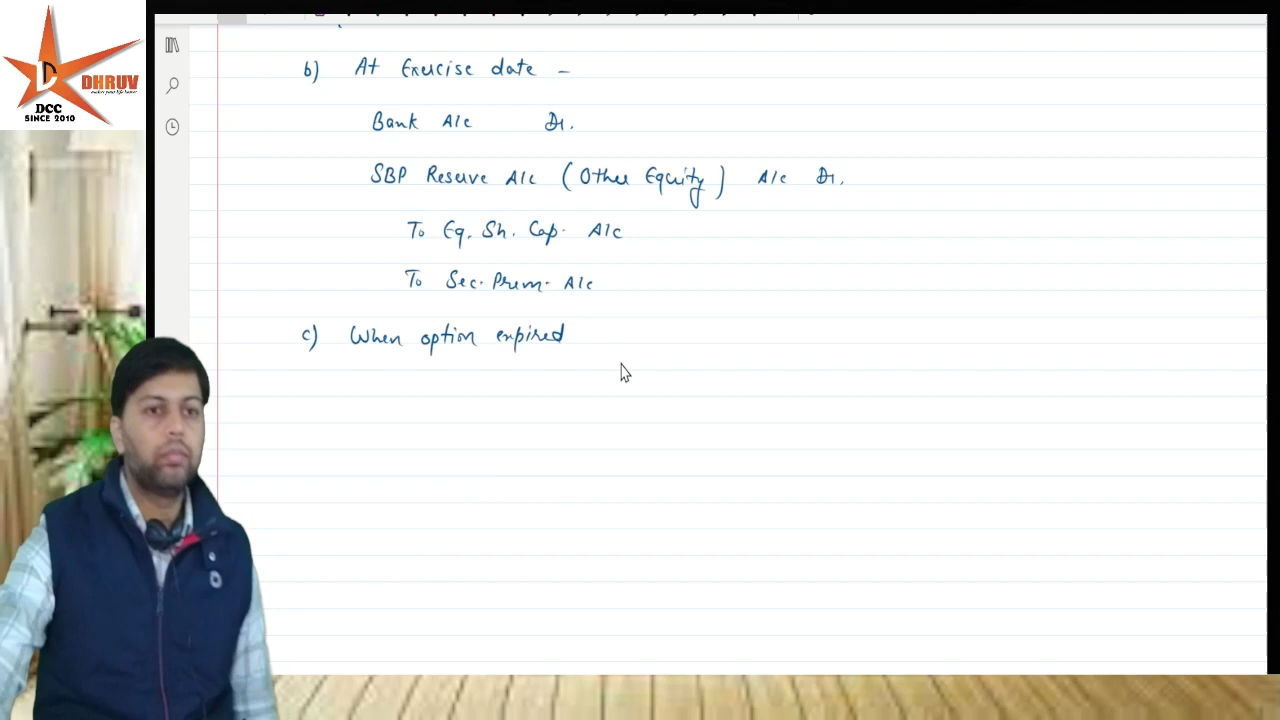 DHRUV
DCC
SINCE 2010
b) At Exercise date -
Bank A/c Dr.
SBP Reserve A/c (Other Equity) A/c Dr.
To Eq. Sh. Cap. A/c
To Sec. Prem. A/c
c) When option expired